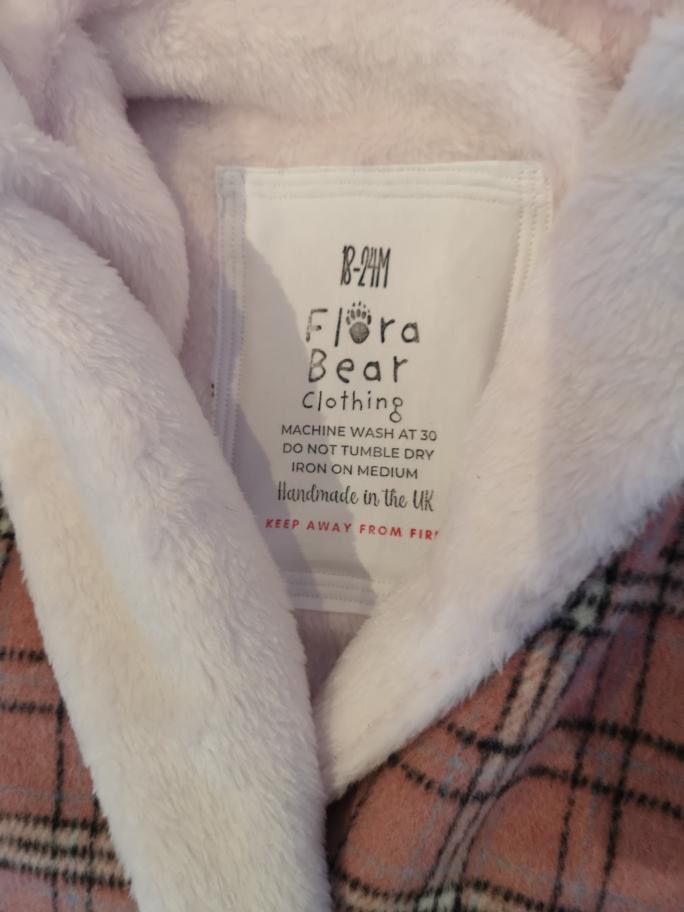 18-24M
Flora
Bear
Clothing
MACHINE WASH AT 30
DO NOT TUMBLE DRY
IRON ON MEDIUM
Handmade in the UK
KEEP AWAY FROM FIRE